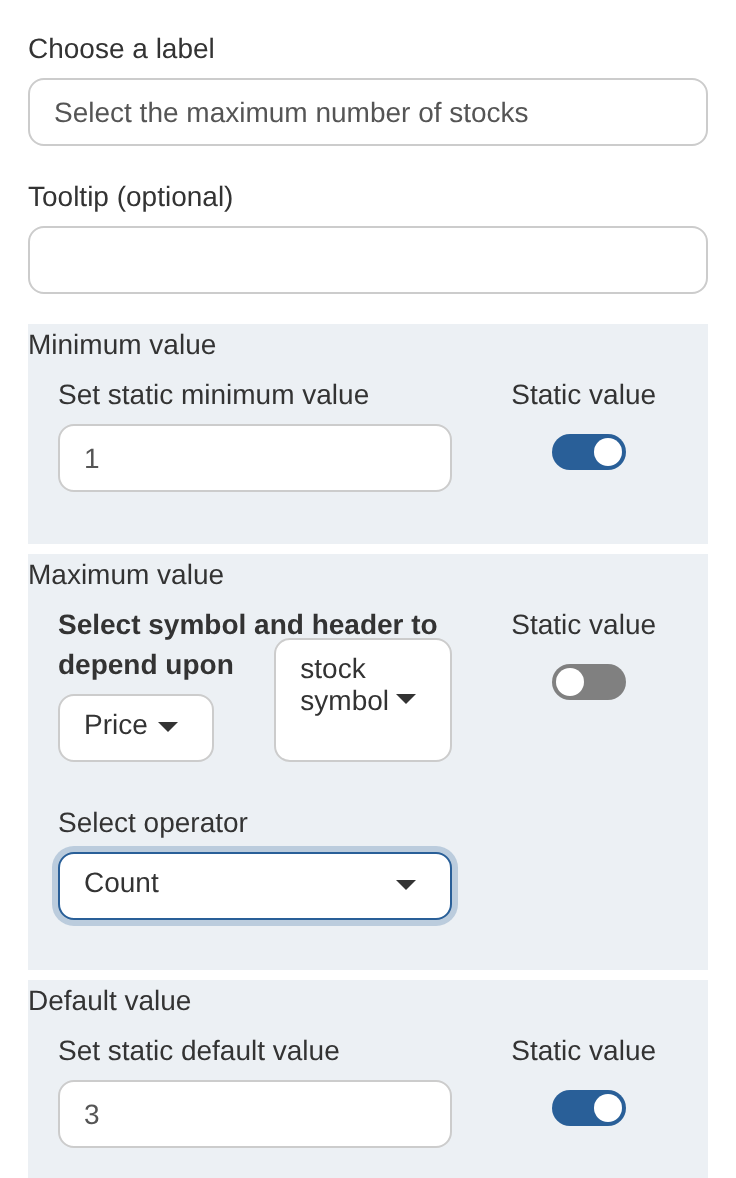 Choose a label
Select the maximum number of stocks
Tooltip (optional)
Minimum value
Set static minimum value
Static value
1
Maximum value
Select symbol and header to
depend upon
Static value
stock
symbol
Price
Select operator
Count
Default value
Set static default value
Static value
3